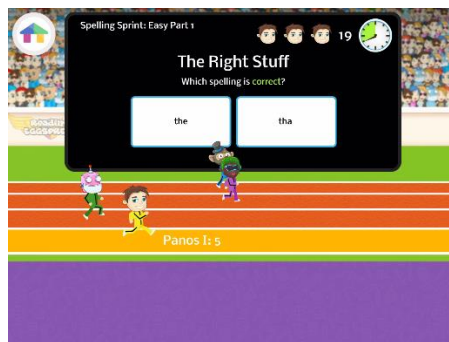 Spelling Sprint: Easy Part 1
19
The Right Stuff
Which spelling is correct?
the
tha
Panos I: 5